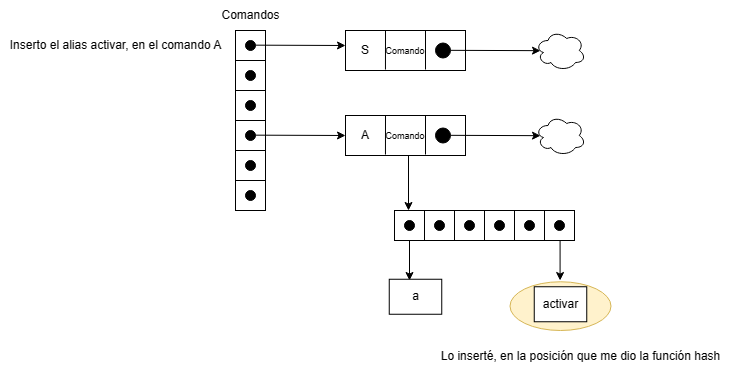 Comandos
Inserto el alias activar, en el comando A
S
Comando
A
Comando
a
activar
Lo inserté, en la posición que me dio la función hash